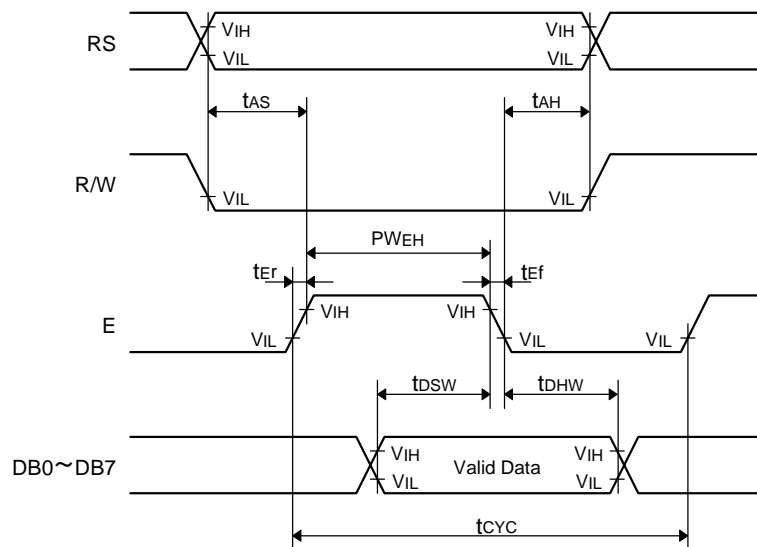 RS VIH VIL VIH VIL
tAS tAH
R/W VIL VIL
PWEH
tEr tEf
E VIH VIH
VIL VIL VIL
tDSW tDHW
DB0～DB7 VIH Valid Data VIH
VIL VIL
tCYC